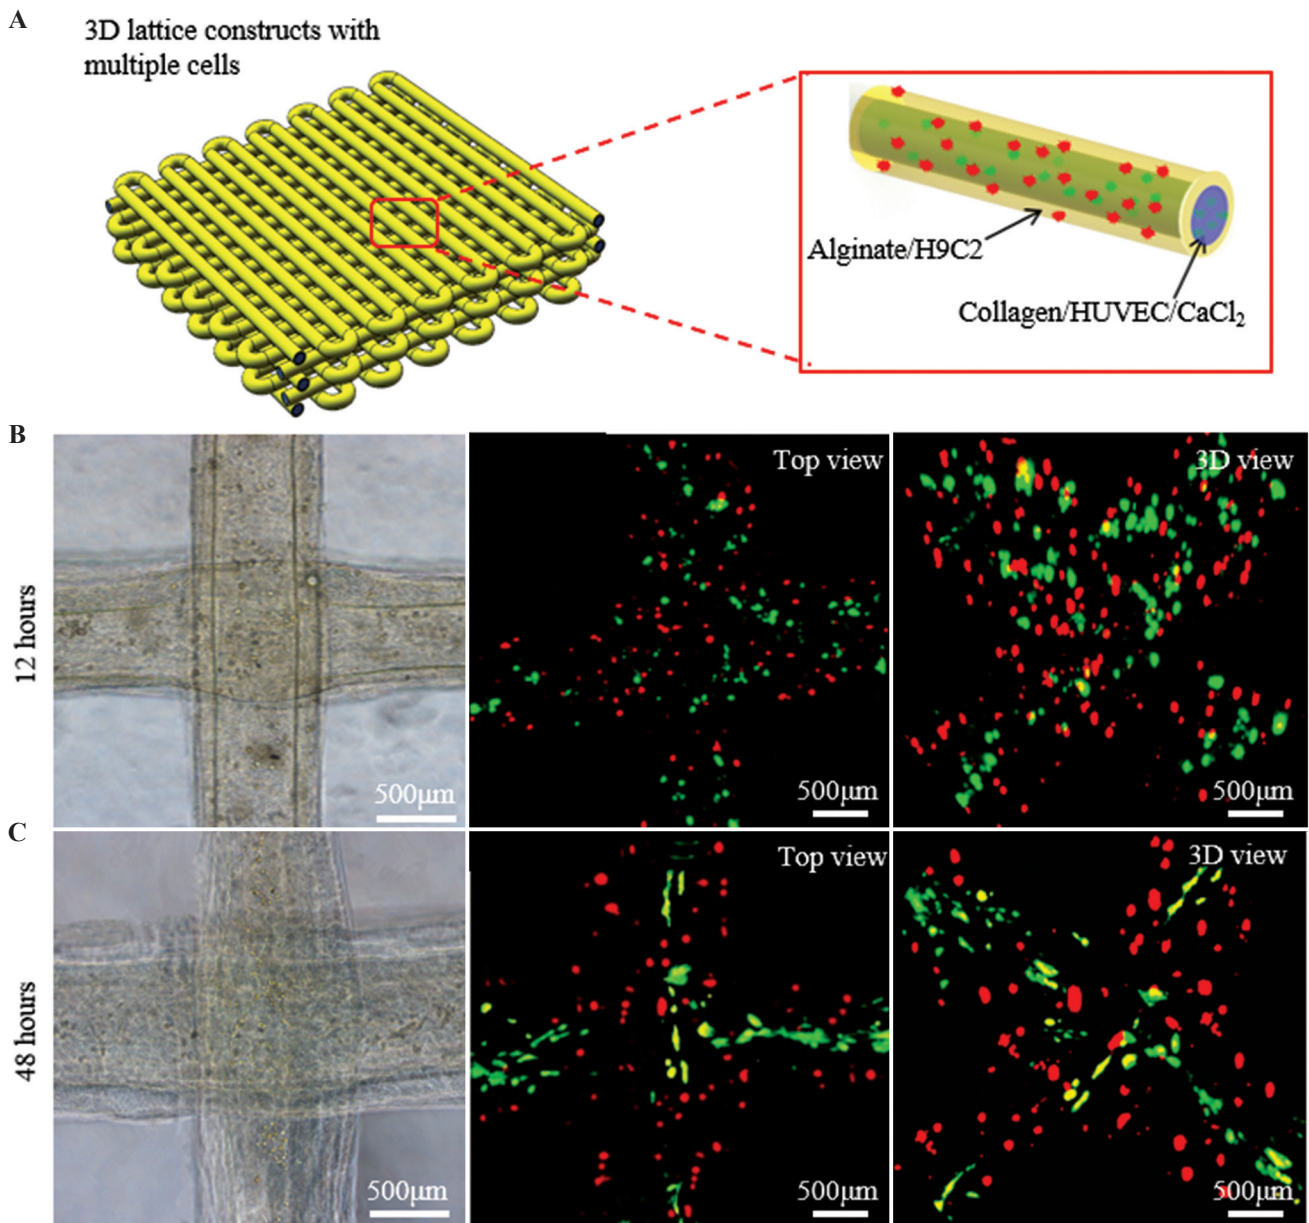 A
3D lattice constructs with
multiple cells
Alginate/H9C2
Collagen/HUVEC/CaCl₂
B
12 hours
500μm
Top view
500μm
3D view
500μm
C
48 hours
500μm
Top view
500μm
3D view
500μm